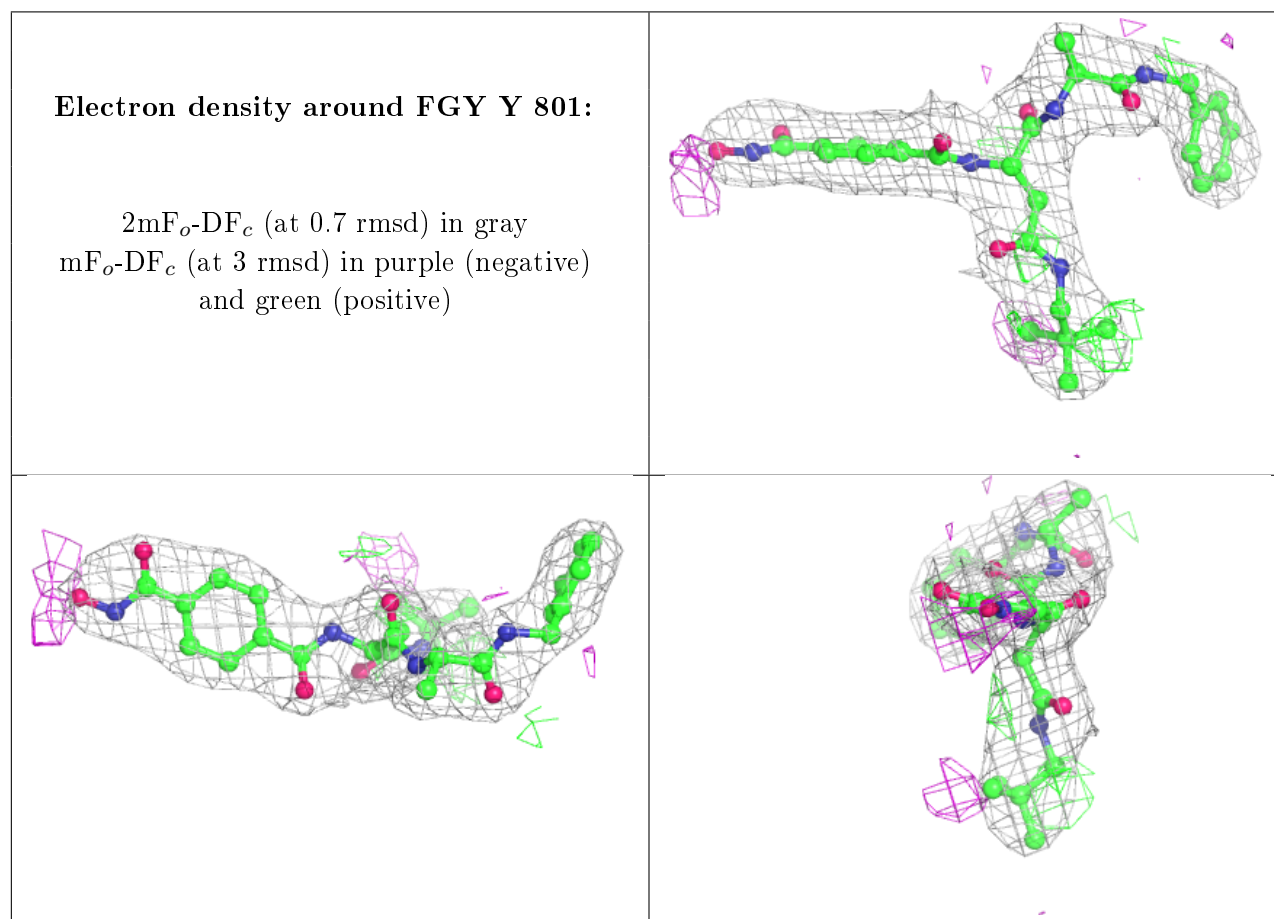 Electron density around FGY Y 801:
2mFo-DFc (at 0.7 rmsd) in gray
mFo-DFc (at 3 rmsd) in purple (negative)
and green (positive)